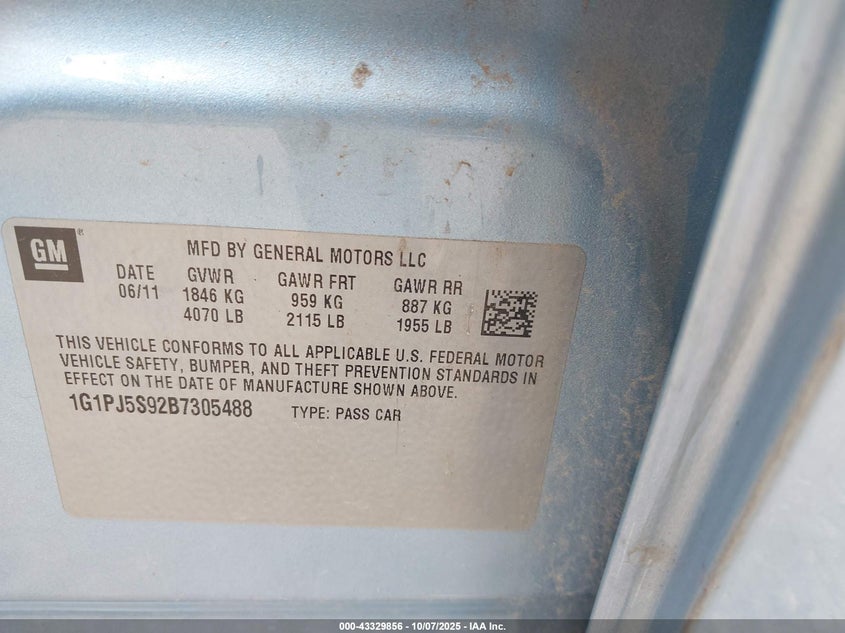 GM ®
MFD BY GENERAL MOTORS LLC
DATE GVWR GAWR FRT GAWR RR
06/11 1846 KG 959 KG 887 KG
4070 LB 2115 LB 1955 LB
THIS VEHICLE CONFORMS TO ALL APPLICABLE U.S. FEDERAL MOTOR
VEHICLE SAFETY, BUMPER, AND THEFT PREVENTION STANDARDS IN
EFFECT ON THE DATE OF MANUFACTURE SHOWN ABOVE.
1G1PJ5S92B7305488 TYPE: PASS CAR
000-43329856 - 10/07/2025 - IAA Inc.